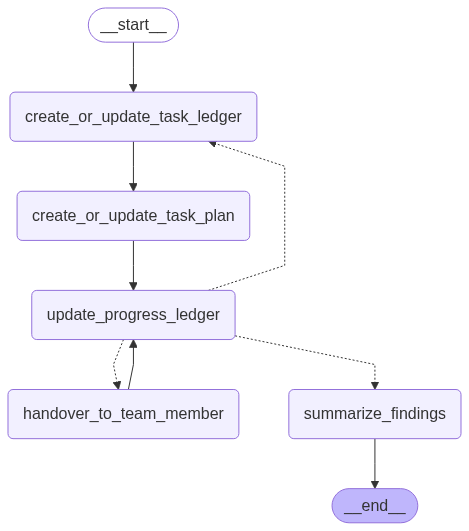 __start__
create_or_update_task_ledger
create_or_update_task_plan
update_progress_ledger
handover_to_team_member
summarize_findings
__end__